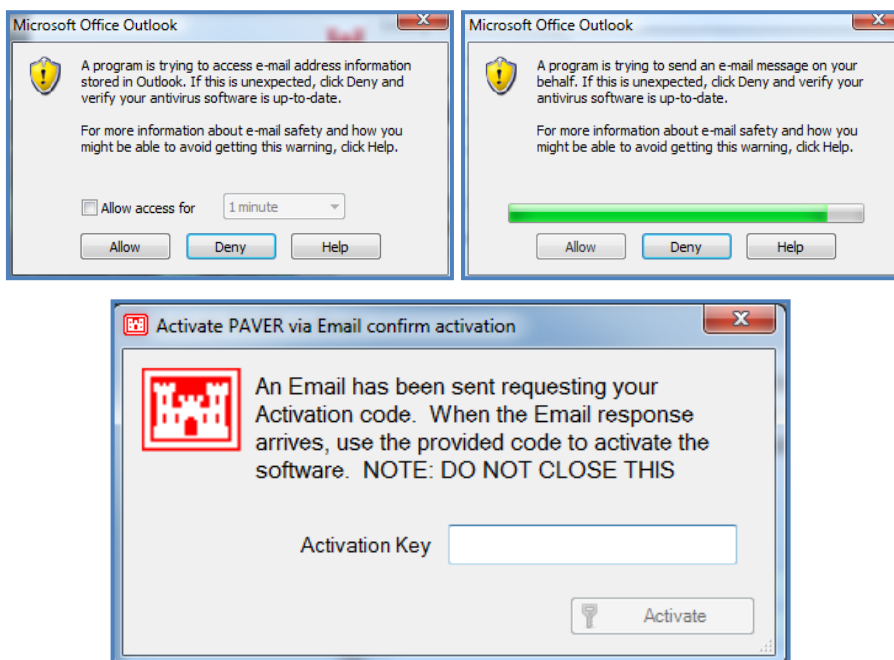 Microsoft Office Outlook
A program is trying to access e-mail address information
stored in Outlook. If this is unexpected, click Deny and
verify your antivirus software is up-to-date.
For more information about e-mail safety and how you
might be able to avoid getting this warning, click Help.
Allow access for 1 minute
Allow Deny Help
Microsoft Office Outlook
A program is trying to send an e-mail message on your
behalf. If this is unexpected, click Deny and verify your
antivirus software is up-to-date.
For more information about e-mail safety and how you
might be able to avoid getting this warning, click Help.
Allow Deny Help
Activate PAVER via Email confirm activation
An Email has been sent requesting your
Activation code. When the Email response
arrives, use the provided code to activate the
software. NOTE: DO NOT CLOSE THIS
Activation Key
Activate